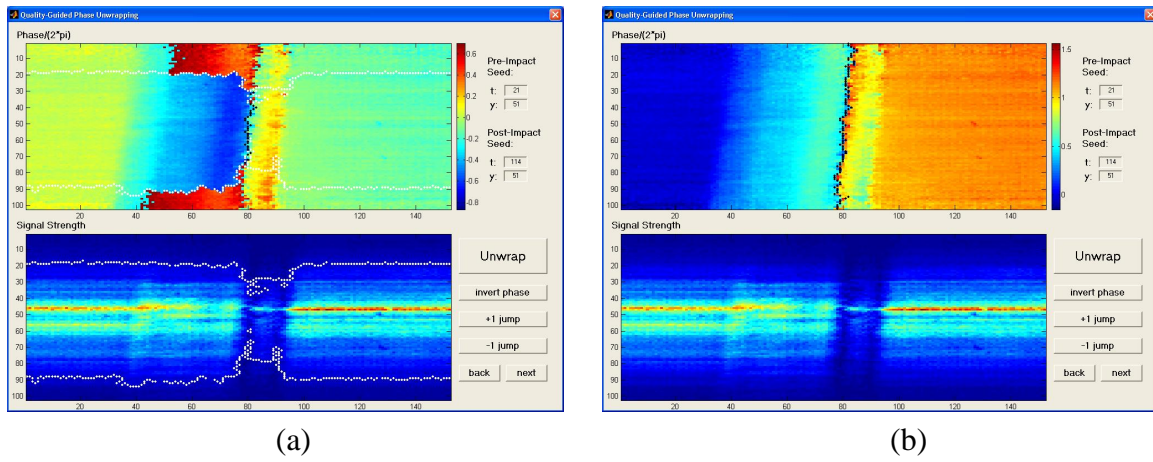 Quality-Guided Phase Unwrapping
Phase/(2*pi)
10
20
30
40
50
60
70
80
90
100
20 40 60 80 100 120 140
0.6
0.4
0.2
0
-0.2
-0.4
-0.6
-0.8
Pre-Impact
Seed:
t: 21
y: 51
Post-Impact
Seed:
t: 114
y: 51
Signal Strength
10
20
30
40
50
60
70
80
90
100
20 40 60 80 100 120 140
Unwrap
invert phase
+1 jump
-1 jump
back next
(a)
Quality-Guided Phase Unwrapping
Phase/(2*pi)
10
20
30
40
50
60
70
80
90
100
20 40 60 80 100 120 140
1.5
1
0.5
0
Pre-Impact
Seed:
t: 21
y: 51
Post-Impact
Seed:
t: 114
y: 51
Signal Strength
10
20
30
40
50
60
70
80
90
100
20 40 60 80 100 120 140
Unwrap
invert phase
+1 jump
-1 jump
back next
(b)